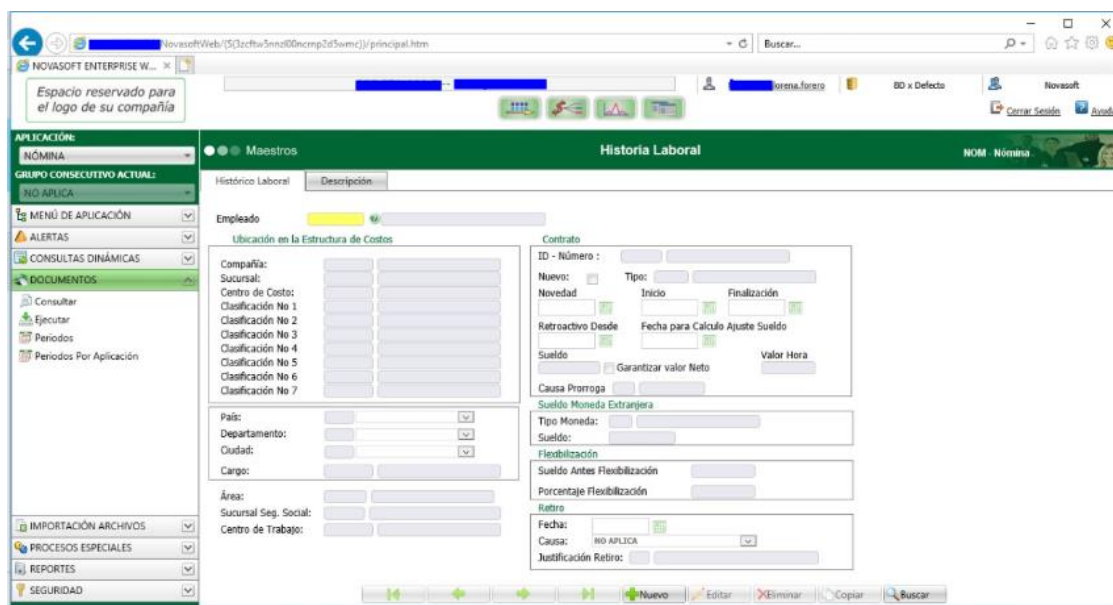 NovasoftWeb/(S(3zcftw5nnzl00ncmp2d5wmc))/principal.htm
Buscar...
NOVASOFT ENTERPRISE W...
Espacio reservado para
el logo de su compañía
lorena.forero
BD x Defecto
Novasoft
Cerrar Sesión
Ayuda
APLICACIÓN:
NÓMINA
GRUPO CONSECUTIVO ACTUAL:
NO APLICA
MENÚ DE APLICACIÓN
ALERTAS
CONSULTAS DINÁMICAS
DOCUMENTOS
Consultar
Ejecutar
Periodos
Periodos Por Aplicación
IMPORTACIÓN ARCHIVOS
PROCESOS ESPECIALES
REPORTES
SEGURIDAD
Maestros
Historia Laboral
NOM - Nómina
Histórico Laboral
Descripción
Empleado
Ubicación en la Estructura de Costos
Compañía:
Sucursal:
Centro de Costo:
Clasificación No 1
Clasificación No 2
Clasificación No 3
Clasificación No 4
Clasificación No 5
Clasificación No 6
Clasificación No 7
País:
Departamento:
Ciudad:
Cargo:
Área:
Sucursal Seg. Social:
Centro de Trabajo:
Contrato
ID - Número :
Nuevo: Tipo:
Novedad Inicio Finalización
Retroactivo Desde Fecha para Calculo Ajuste Sueldo
Sueldo Valor Hora
Garantizar valor Neto
Causa Prorroga
Sueldo Moneda Extranjera
Tipo Moneda:
Sueldo:
Flexibilización
Sueldo Antes Flexibilización
Porcentaje Flexibilización
Retiro
Fecha:
Causa: NO APLICA
Justificación Retiro:
Nuevo Editar Eliminar Copiar Buscar